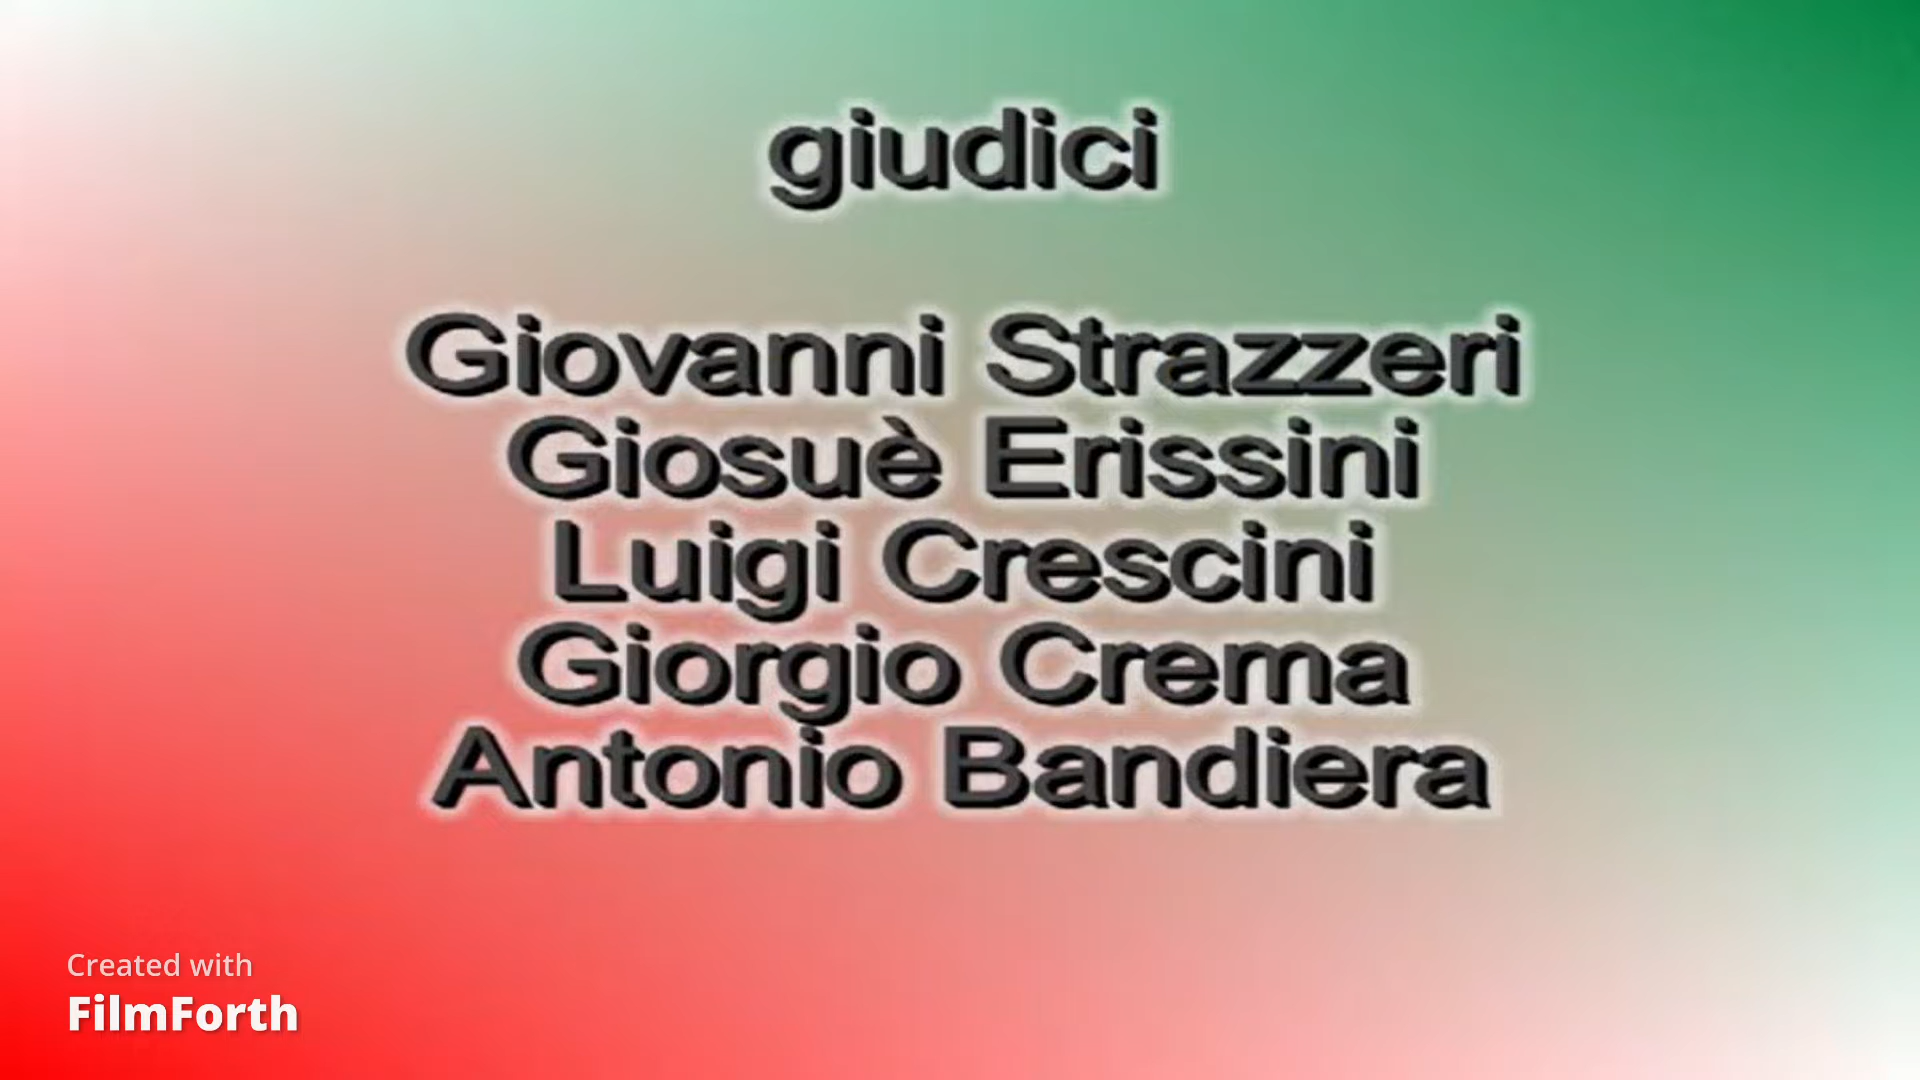 giudici
Giovanni Strazzeri
Giosuè Erissini
Luigi Crescini
Giorgio Crema
Antonio Bandiera
Created with
FilmForth